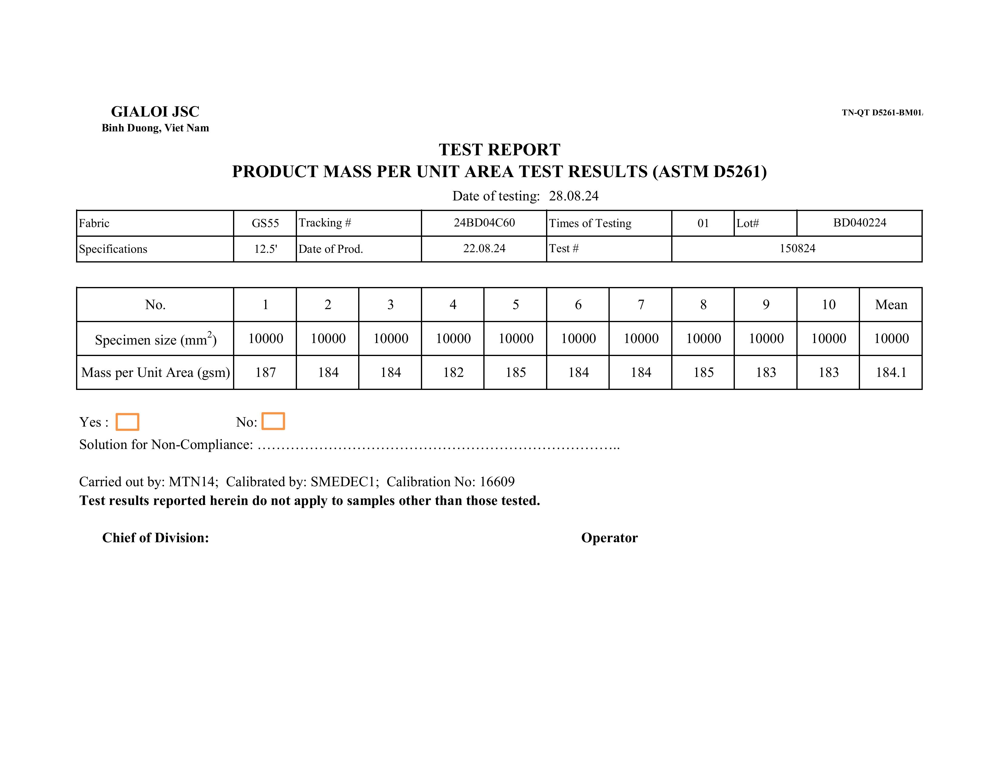 GIALOI JSC
TN-QT D5261-BM01
Binh Duong, Viet Nam
TEST REPORT
PRODUCT MASS PER UNIT AREA TEST RESULTS (ASTM D5261)
Date of testing: 28.08.24
Fabric GS55 Tracking # 24BD04C60 Times of Testing 01 Lot# BD040224
Specifications 12.5' Date of Prod. 22.08.24 Test # 150824
No. 1 2 3 4 5 6 7 8 9 10 Mean
Specimen size (mm²) 10000 10000 10000 10000 10000 10000 10000 10000 10000 10000 10000
Mass per Unit Area (gsm) 187 184 184 182 185 184 184 185 183 183 184.1
Yes : No:
Solution for Non-Compliance: …………………………………………………………………..
Carried out by: MTN14; Calibrated by: SMEDEC1; Calibration No: 16609
Test results reported herein do not apply to samples other than those tested.
Chief of Division: Operator